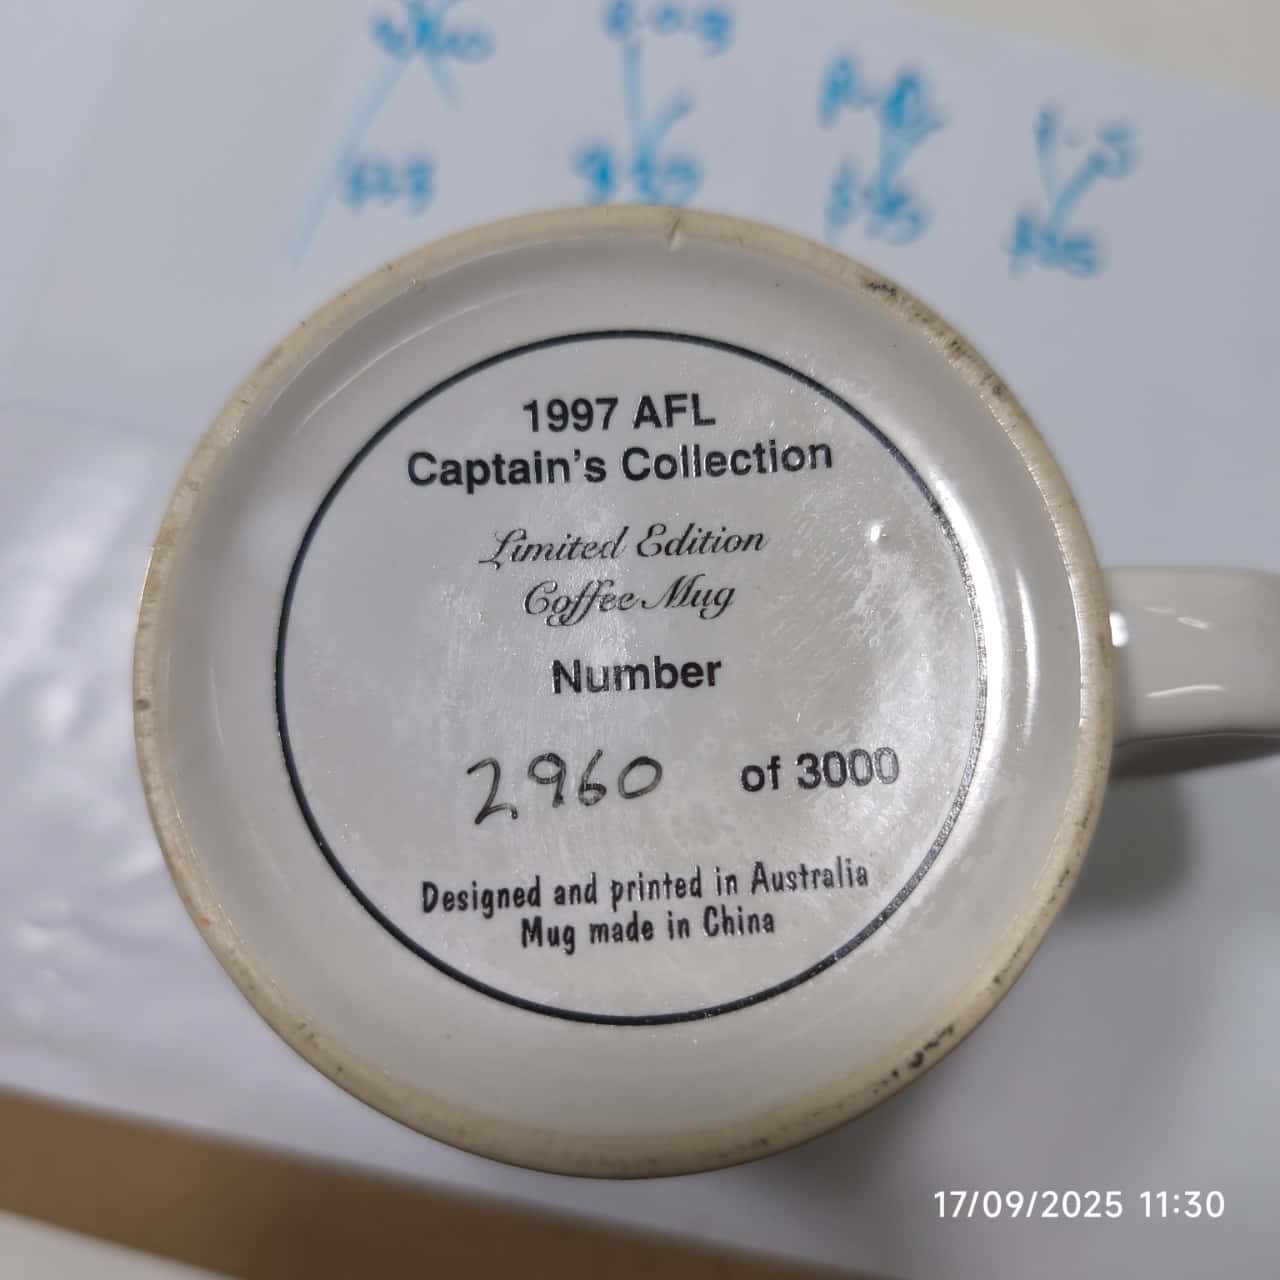 1997 AFL
Captain's Collection
Limited Edition
Coffee Mug
Number
2960 of 3000
Designed and printed in Australia
Mug made in China
17/09/2025 11:30